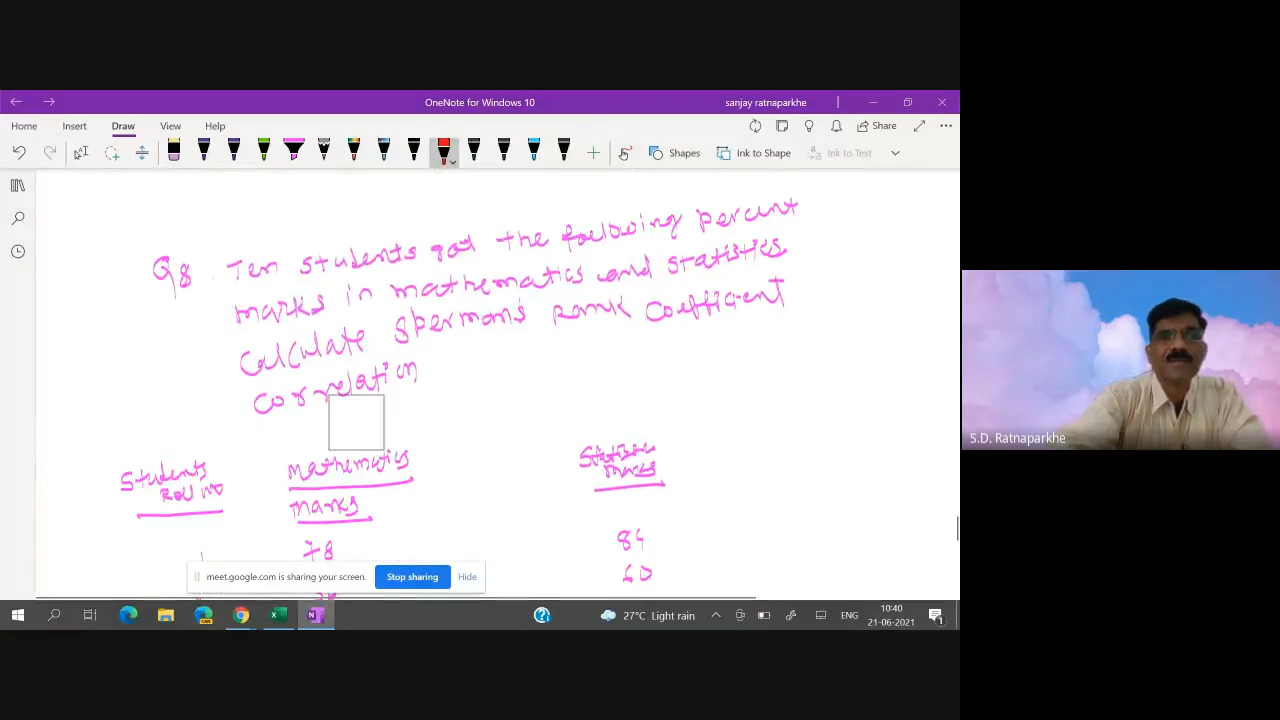 OneNote for Windows 10
sanjay ratnaparkhe
Home Insert Draw View Help
Share
Shapes
Ink to Shape
Ink to Text
Q8 Ten students got the following percent
marks in mathematics and statistics
Calculate Sperman's Rank Coefficient
Correlation
Students Roll no
Mathematics
Marks
Statistics marks
78
84
60
meet.google.com is sharing your screen.
Stop sharing
Hide
S.D. Ratnaparkhe
27°C Light rain
ENG
10:40
21-06-2021